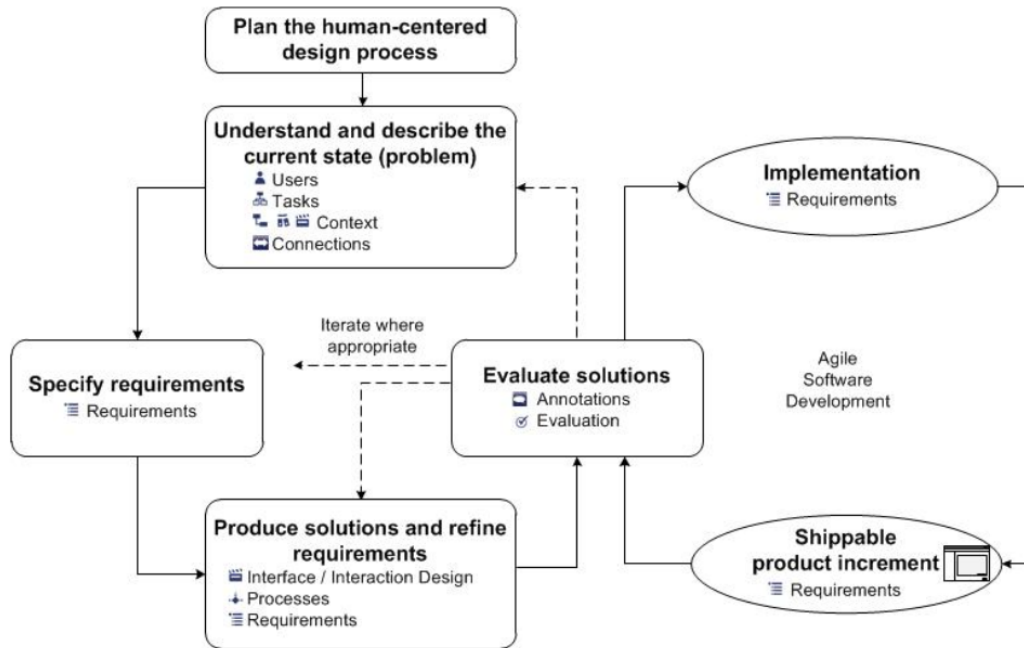 Plan the human-centered
design process
Understand and describe the
current state (problem)
Users
Tasks
Context
Connections
Implementation
Requirements
Iterate where
appropriate
Specify requirements
Requirements
Evaluate solutions
Annotations
Evaluation
Agile
Software
Development
Produce solutions and refine
requirements
Interface / Interaction Design
Processes
Requirements
Shippable
product increment
Requirements